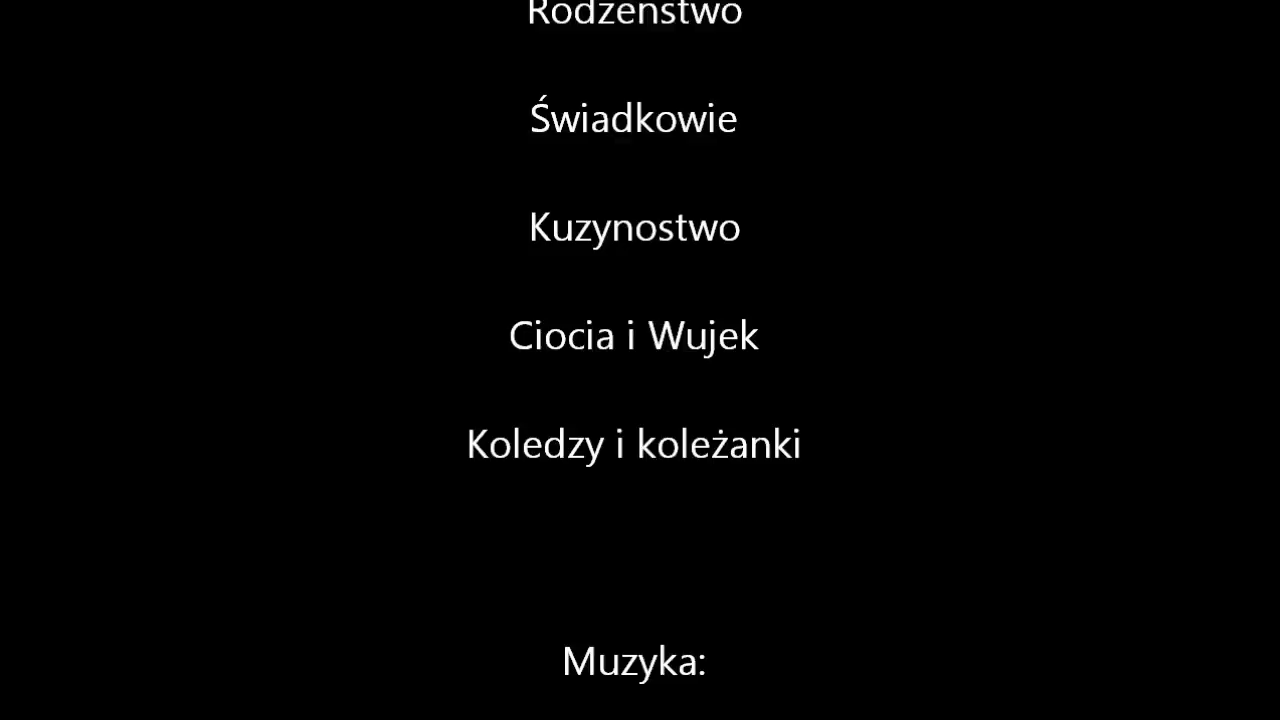 Rodzeństwo
Świadkowie
Kuzynostwo
Ciocia i Wujek
Koledzy i koleżanki
Muzyka: